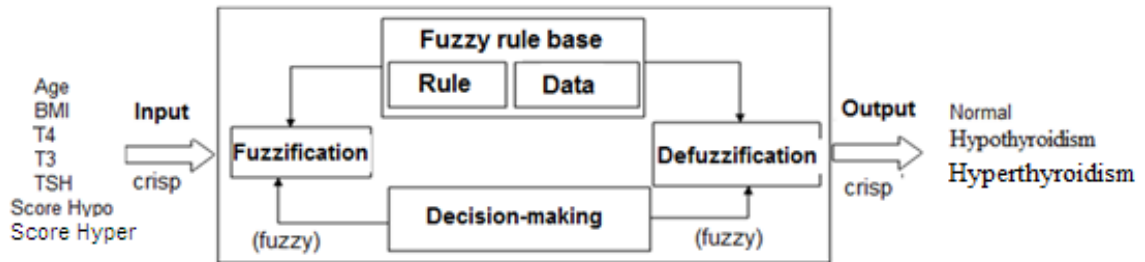 Age
BMI
T4
T3
TSH
Score Hypo
Score Hyper
Input
crisp
Fuzzy rule base
Rule
Data
Fuzzification
Defuzzification
Decision-making
(fuzzy)
(fuzzy)
Output
crisp
Normal
Hypothyroidism
Hyperthyroidism